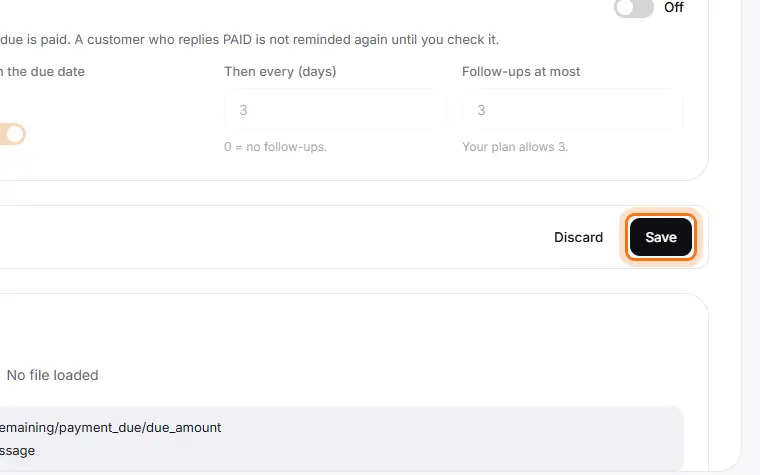 Off
due is paid. A customer who replies PAID is not reminded again until you check it.
the due date
Then every (days)
Follow-ups at most
3
3
0 = no follow-ups.
Your plan allows 3.
Discard
Save
No file loaded
emaining/payment_due/due_amount
ssage